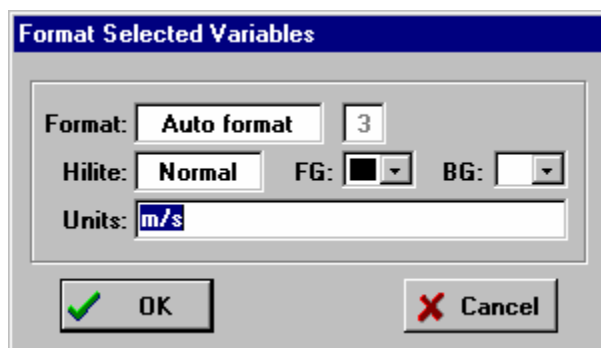 Format Selected Variables
Format: Auto format 3
Hilite: Normal FG: BG:
Units: m/s
OK Cancel